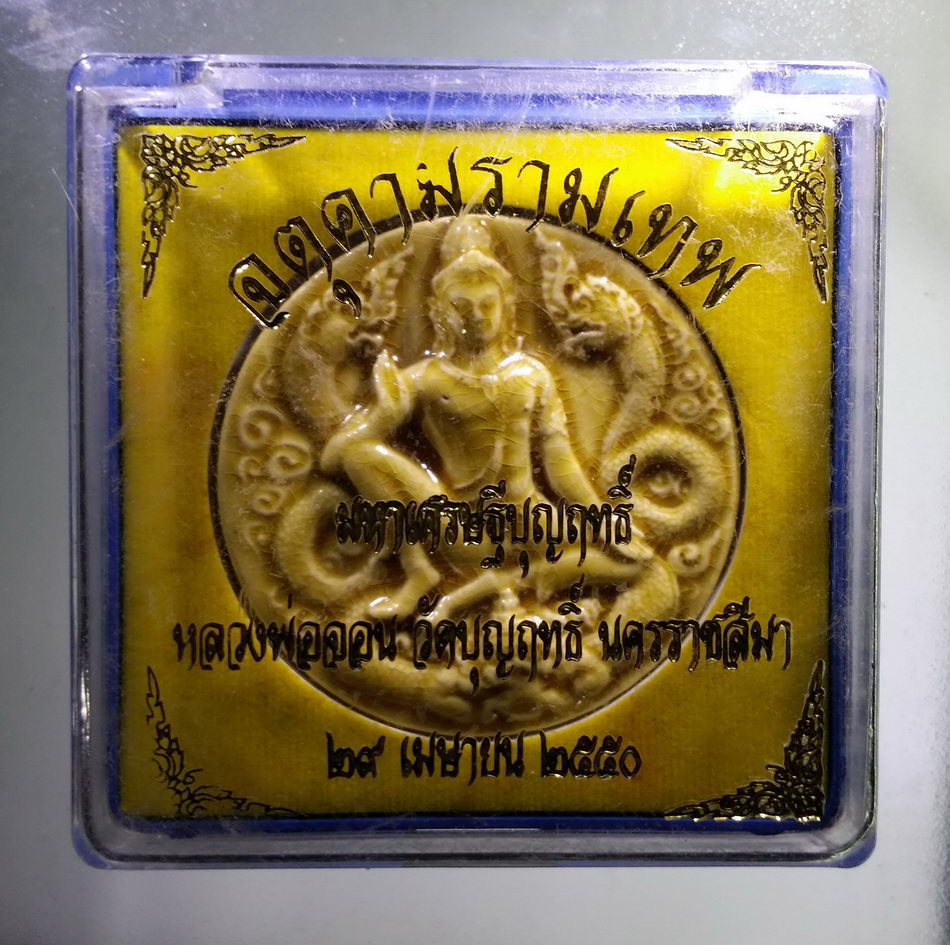 จตุคามรามเทพ
มหาเศรษฐีบุญฤทธิ์
หลวงพ่อจอน วัดบุญฤทธิ์ นครราชสีมา
๒๙ เมษายน ๒๕๕๐